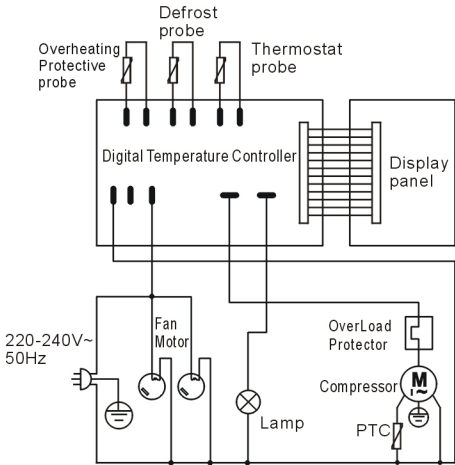 Defrost
probe
Overheating
Protective
probe
Thermostat
probe
Digital Temperature Controller
Display
panel
220-240V~
50Hz
Fan
Motor
OverLoad
Protector
Compressor
M
~
Lamp
PTC